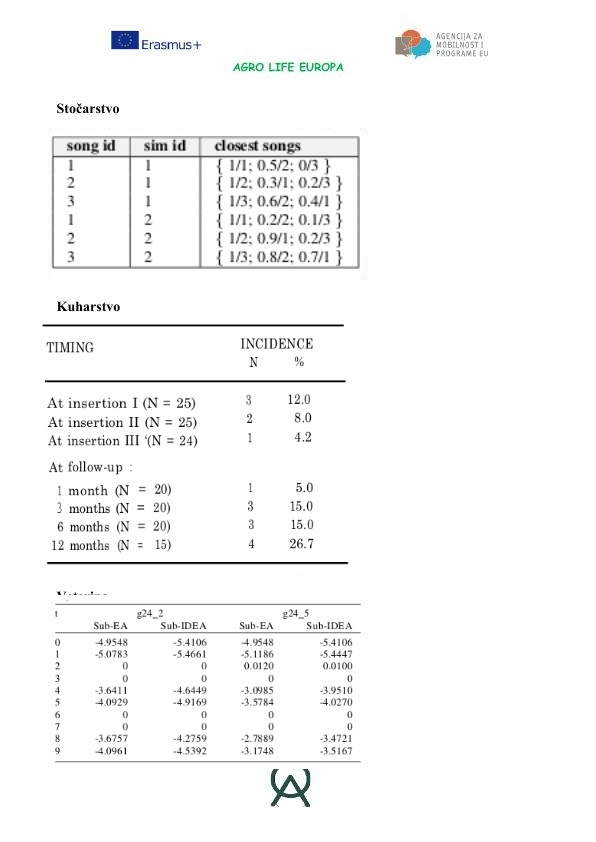 Erasmus+
AGENCIJA ZA
MOBILNOST I
PROGRAME EU
AGRO LIFE EUROPA
Stočarstvo
song id sim id closest songs
1 1 { 1/1; 0.5/2; 0/3 }
2 1 { 1/2; 0.3/1; 0.2/3 }
3 1 { 1/3; 0.6/2; 0.4/1 }
1 2 { 1/1; 0.2/2; 0.1/3 }
2 2 { 1/2; 0.9/1; 0.2/3 }
3 2 { 1/3; 0.8/2; 0.7/1 }
Kuharstvo
TIMING INCIDENCE
N %
At insertion I (N = 25) 3 12.0
At insertion II (N = 25) 2 8.0
At insertion III ‘(N = 24) 1 4.2
At follow-up :
1 month (N = 20) 1 5.0
3 months (N = 20) 3 15.0
6 months (N = 20) 3 15.0
12 months (N = 15) 4 26.7
t g24_2 g24_5
Sub-EA Sub-IDEA Sub-EA Sub-IDEA
0 -4.9548 -5.4106 -4.9548 -5.4106
1 -5.0783 -5.4661 -5.1186 -5.4447
2 0 0 0.0120 0.0100
3 0 0 0 0
4 -3.6411 -4.6449 -3.0985 -3.9510
5 -4.0929 -4.9169 -3.5784 -4.0270
6 0 0 0 0
7 0 0 0 0
8 -3.6757 -4.2759 -2.7889 -3.4721
9 -4.0961 -4.5392 -3.1748 -3.5167